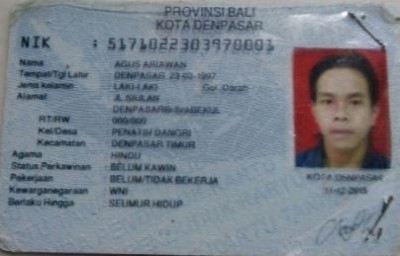 PROVINSI BALI
KOTA DENPASAR
NIK : 5171022303970001
Nama : AGUS ARIAWAN
Tempat/Tgl Lahir : DENPASAR, 23-03-1997
Jenis kelamin : LAKI-LAKI Gol. Darah
Alamat : JL SIULAN
DENPASAR
RT/RW : 000/000
Kel/Desa : PENATIH DANGRI
Kecamatan : DENPASAR TIMUR
Agama : HINDU
Status Perkawinan : BELUM KAWIN
Pekerjaan : BELUM/TIDAK BEKERJA
Kewarganegaraan : WNI
Berlaku Hingga : SEUMUR HIDUP
KOTA DENPASAR
11-12-2015